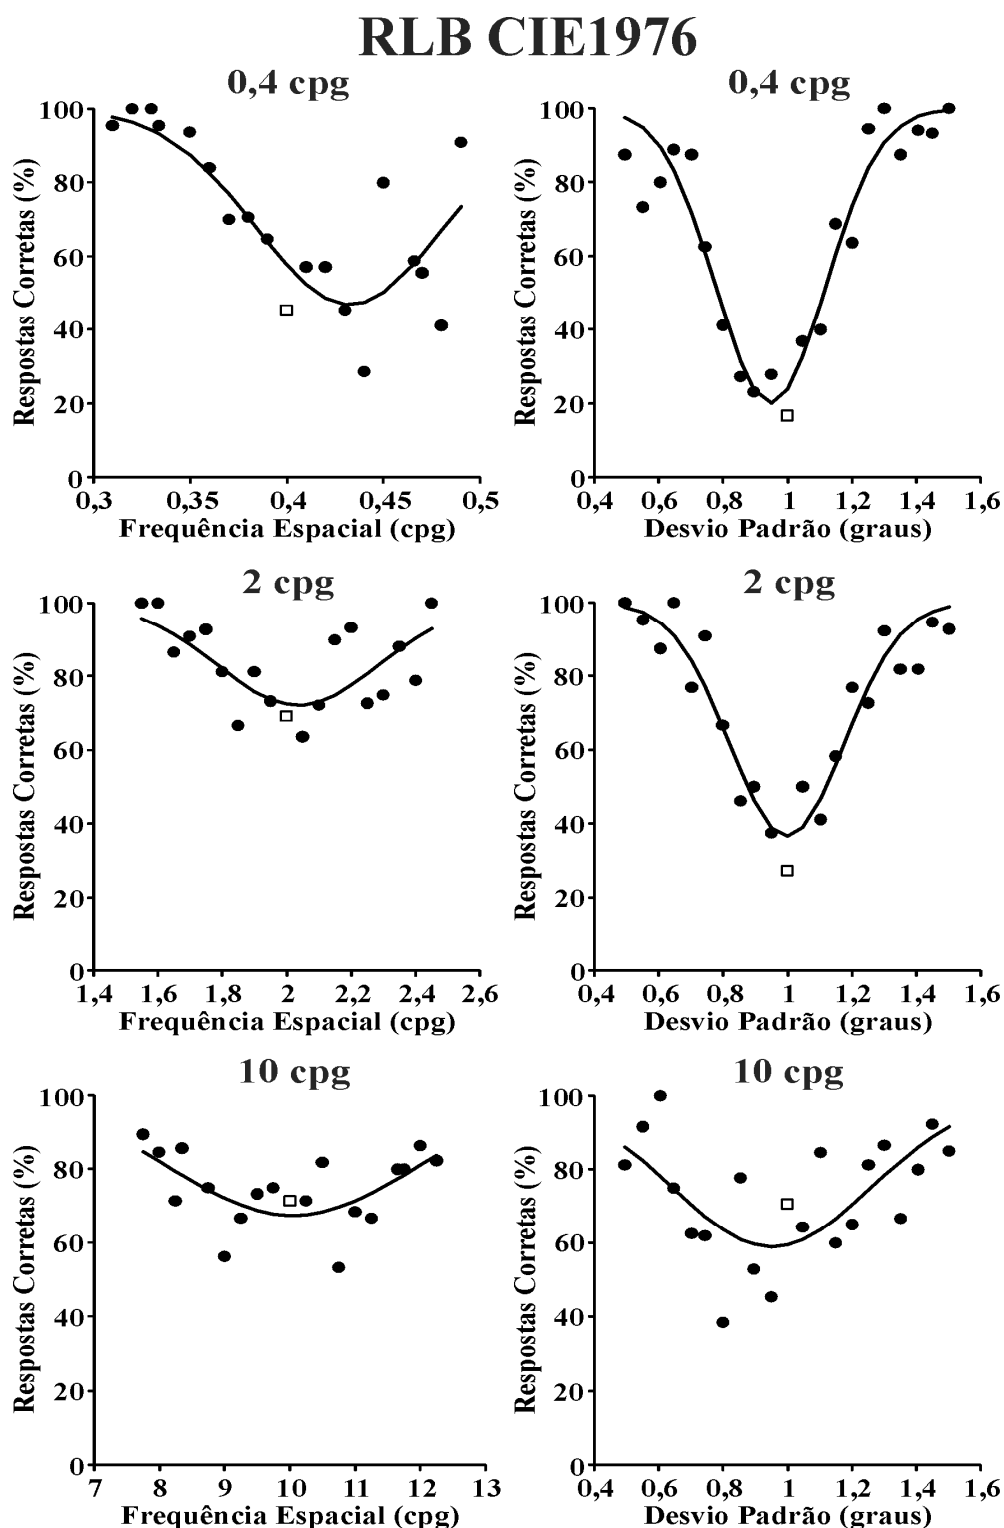 RLB CIE1976
0,4 cpg
0,4 cpg
Respostas Corretas (%)
100
80
60
40
20
0
0,3 0,35 0,4 0,45 0,5
Frequência Espacial (cpg)
Respostas Corretas (%)
100
80
60
40
20
0
0,4 0,6 0,8 1 1,2 1,4 1,6
Desvio Padrão (graus)
2 cpg
2 cpg
Respostas Corretas (%)
100
80
60
40
20
0
1,4 1,6 1,8 2 2,2 2,4 2,6
Frequência Espacial (cpg)
Respostas Corretas (%)
100
80
60
40
20
0
0,4 0,6 0,8 1 1,2 1,4 1,6
Desvio Padrão (graus)
10 cpg
10 cpg
Respostas Corretas (%)
100
80
60
40
20
0
7 8 9 10 11 12 13
Frequência Espacial (cpg)
Respostas Corretas (%)
100
80
60
40
20
0
0,4 0,6 0,8 1 1,2 1,4 1,6
Desvio Padrão (graus)